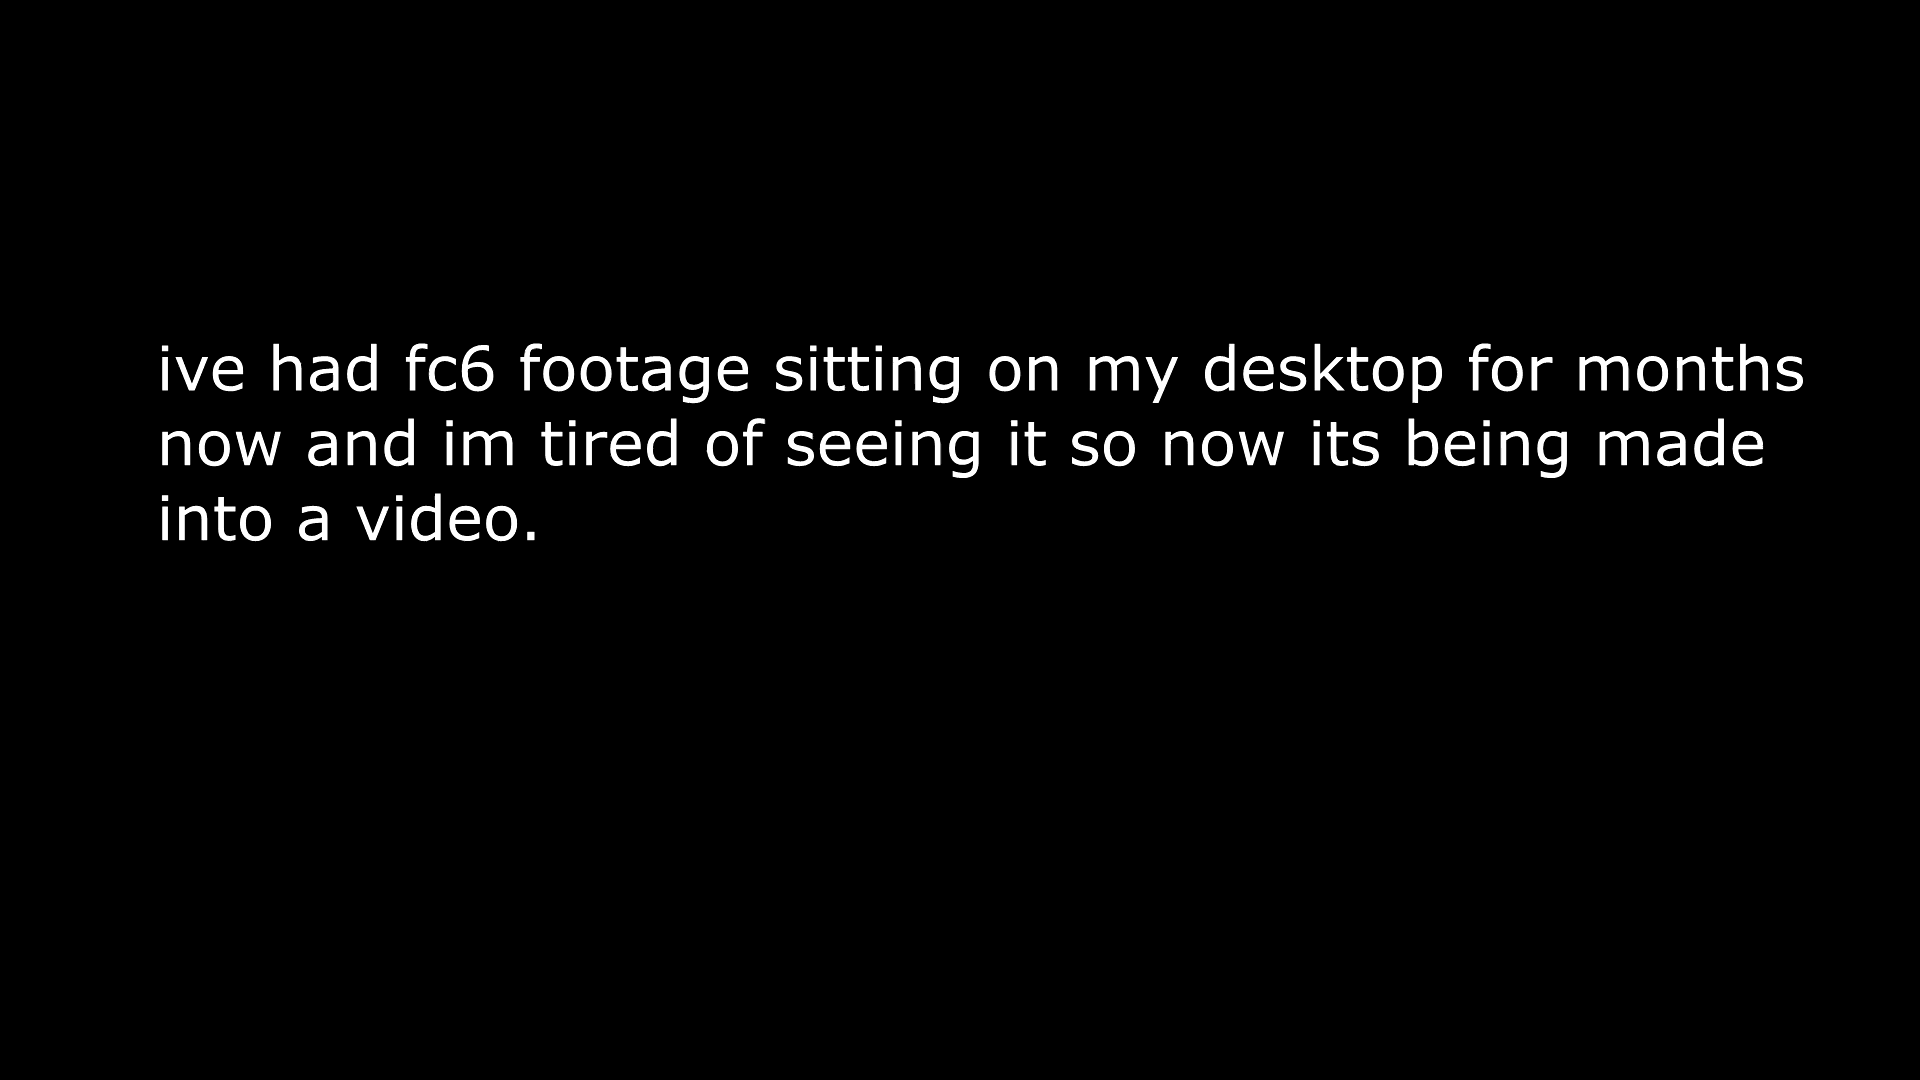 ive had fc6 footage sitting on my desktop for months
now and im tired of seeing it so now its being made
into a video.